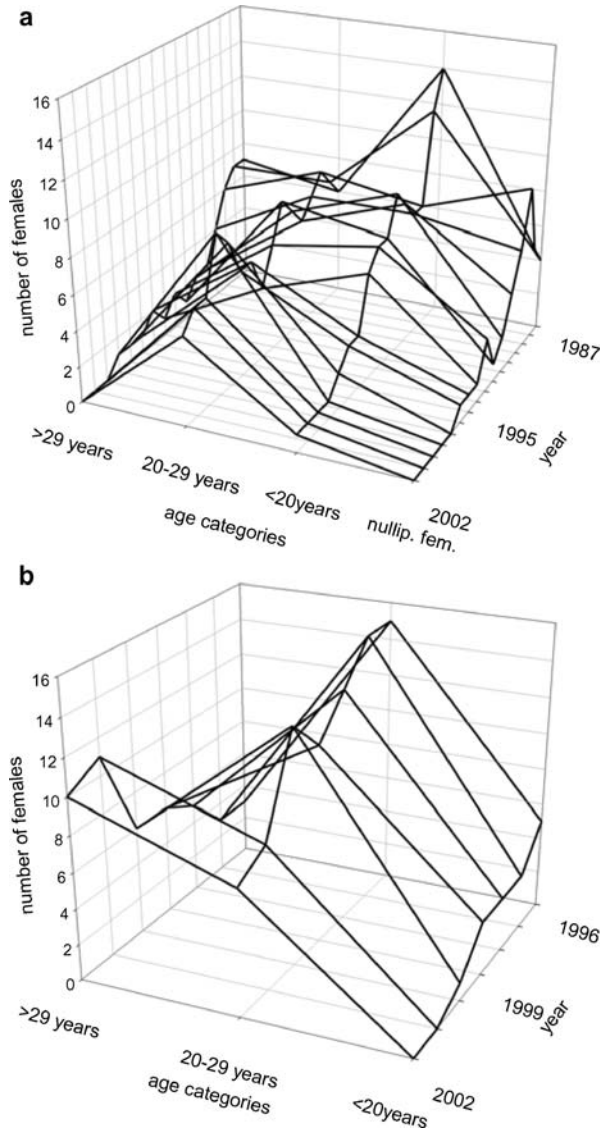 a
16
14
12
10
8
6
4
2
0
number of females
>29 years
20-29 years
<20years
nullip. fem.
age categories
1987
1995
2002
year
b
16
14
12
10
8
6
4
2
0
number of females
>29 years
20-29 years
<20years
age categories
1996
1999
2002
year